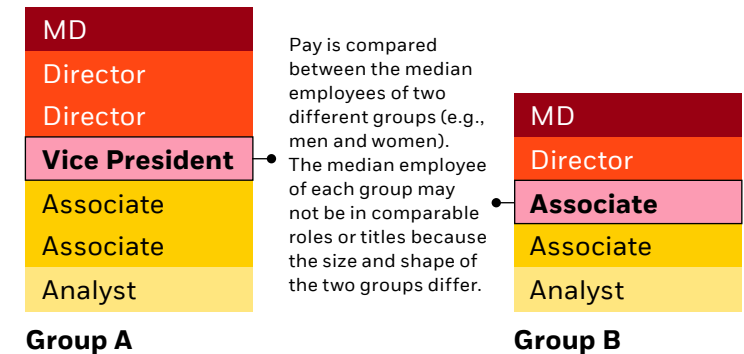 MD
Director
Director
Vice President
Associate
Associate
Analyst
Group A
Pay is compared
between the median
employees of two
different groups (e.g.,
men and women).
The median employee
of each group may
not be in comparable
roles or titles because
the size and shape of
the two groups differ.
MD
Director
Associate
Associate
Analyst
Group B